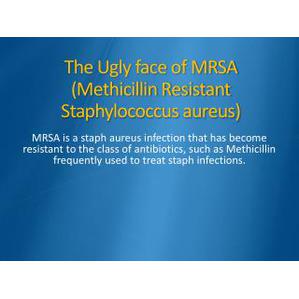 The Ugly face of MRSA
(Methicillin Resistant
Staphylococcus aureus)
MRSA is a staph aureus infection that has become
resistant to the class of antibiotics, such as Methicillin
frequently used to treat staph infections.